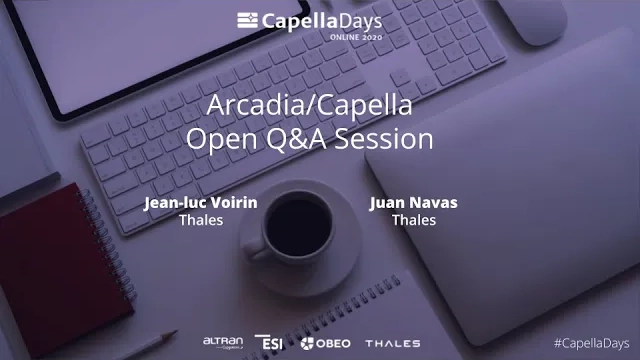 CapellaDays
ONLINE 2020
Arcadia/Capella
Open Q&A Session
Jean-luc Voirin
Thales
Juan Navas
Thales
ALTRAN
ESI
OBEO
THALES
#CapellaDays